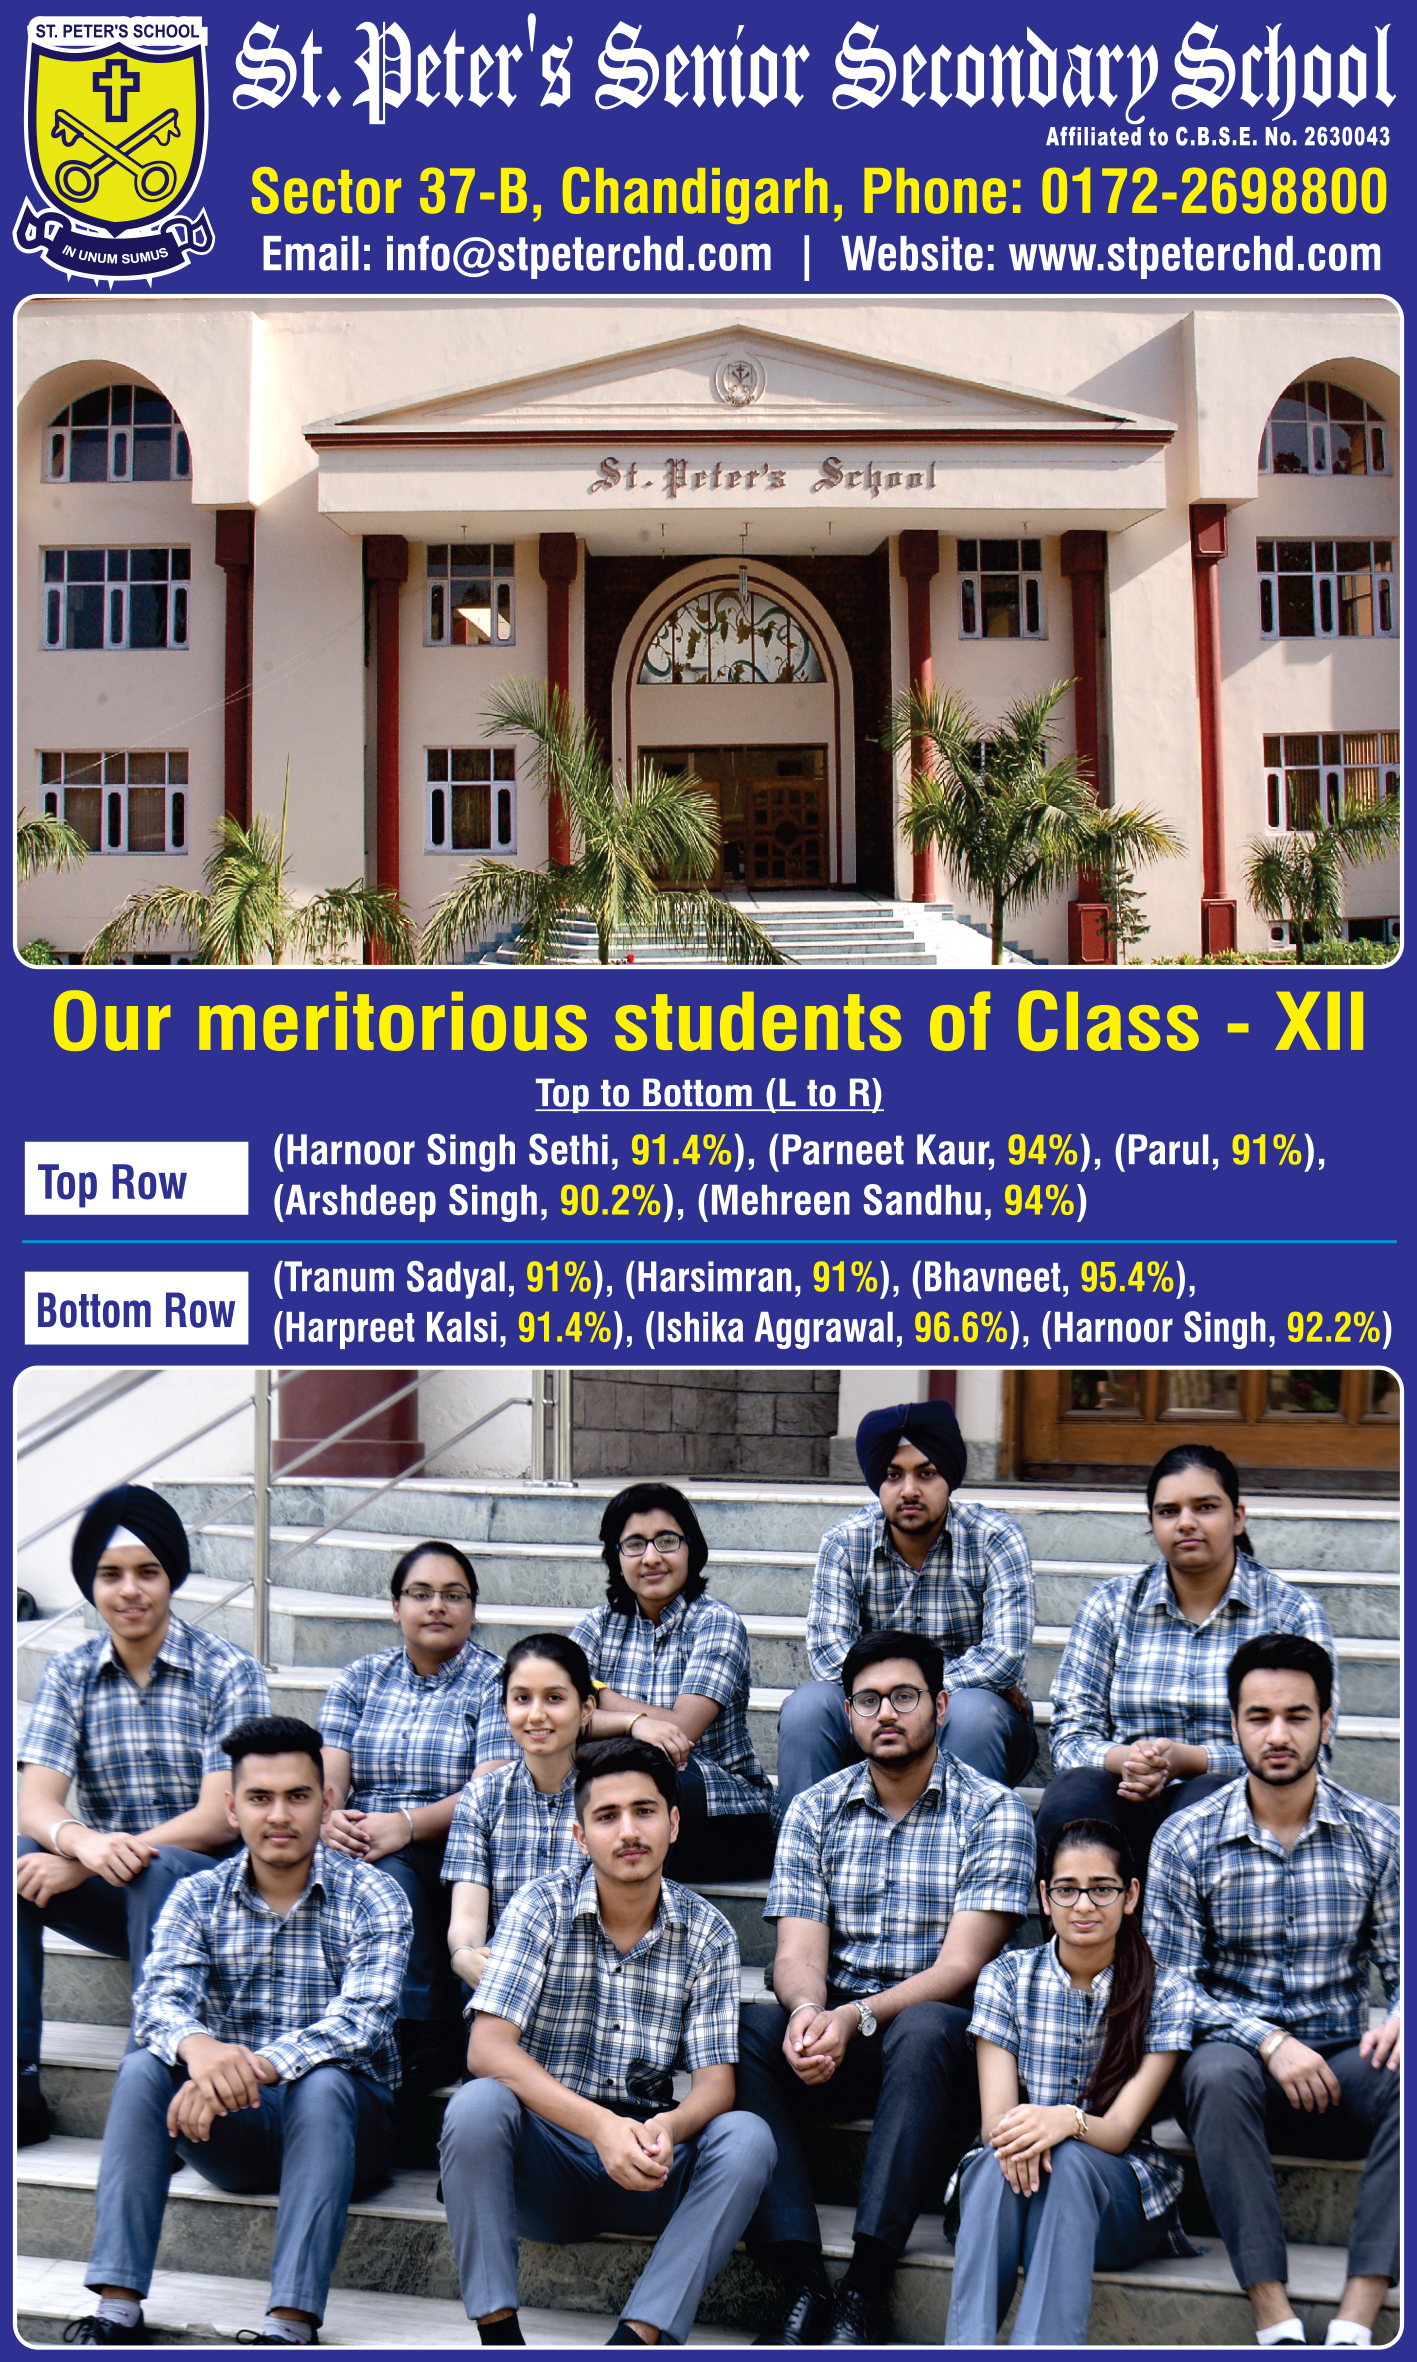 ST. PETER'S SCHOOL
IN UNUM SUMUS
St. Peter's Senior Secondary School
Affiliated to C.B.S.E. No. 2630043
Sector 37-B, Chandigarh, Phone: 0172-2698800
Email: info@stpeterchd.com | Website: www.stpeterchd.com
St. Peter's School
Our meritorious students of Class - XII
Top to Bottom (L to R)
Top Row
(Harnoor Singh Sethi, 91.4%), (Parneet Kaur, 94%), (Parul, 91%),
(Arshdeep Singh, 90.2%), (Mehreen Sandhu, 94%)
Bottom Row
(Tranum Sadyal, 91%), (Harsimran, 91%), (Bhavneet, 95.4%),
(Harpreet Kalsi, 91.4%), (Ishika Aggrawal, 96.6%), (Harnoor Singh, 92.2%)